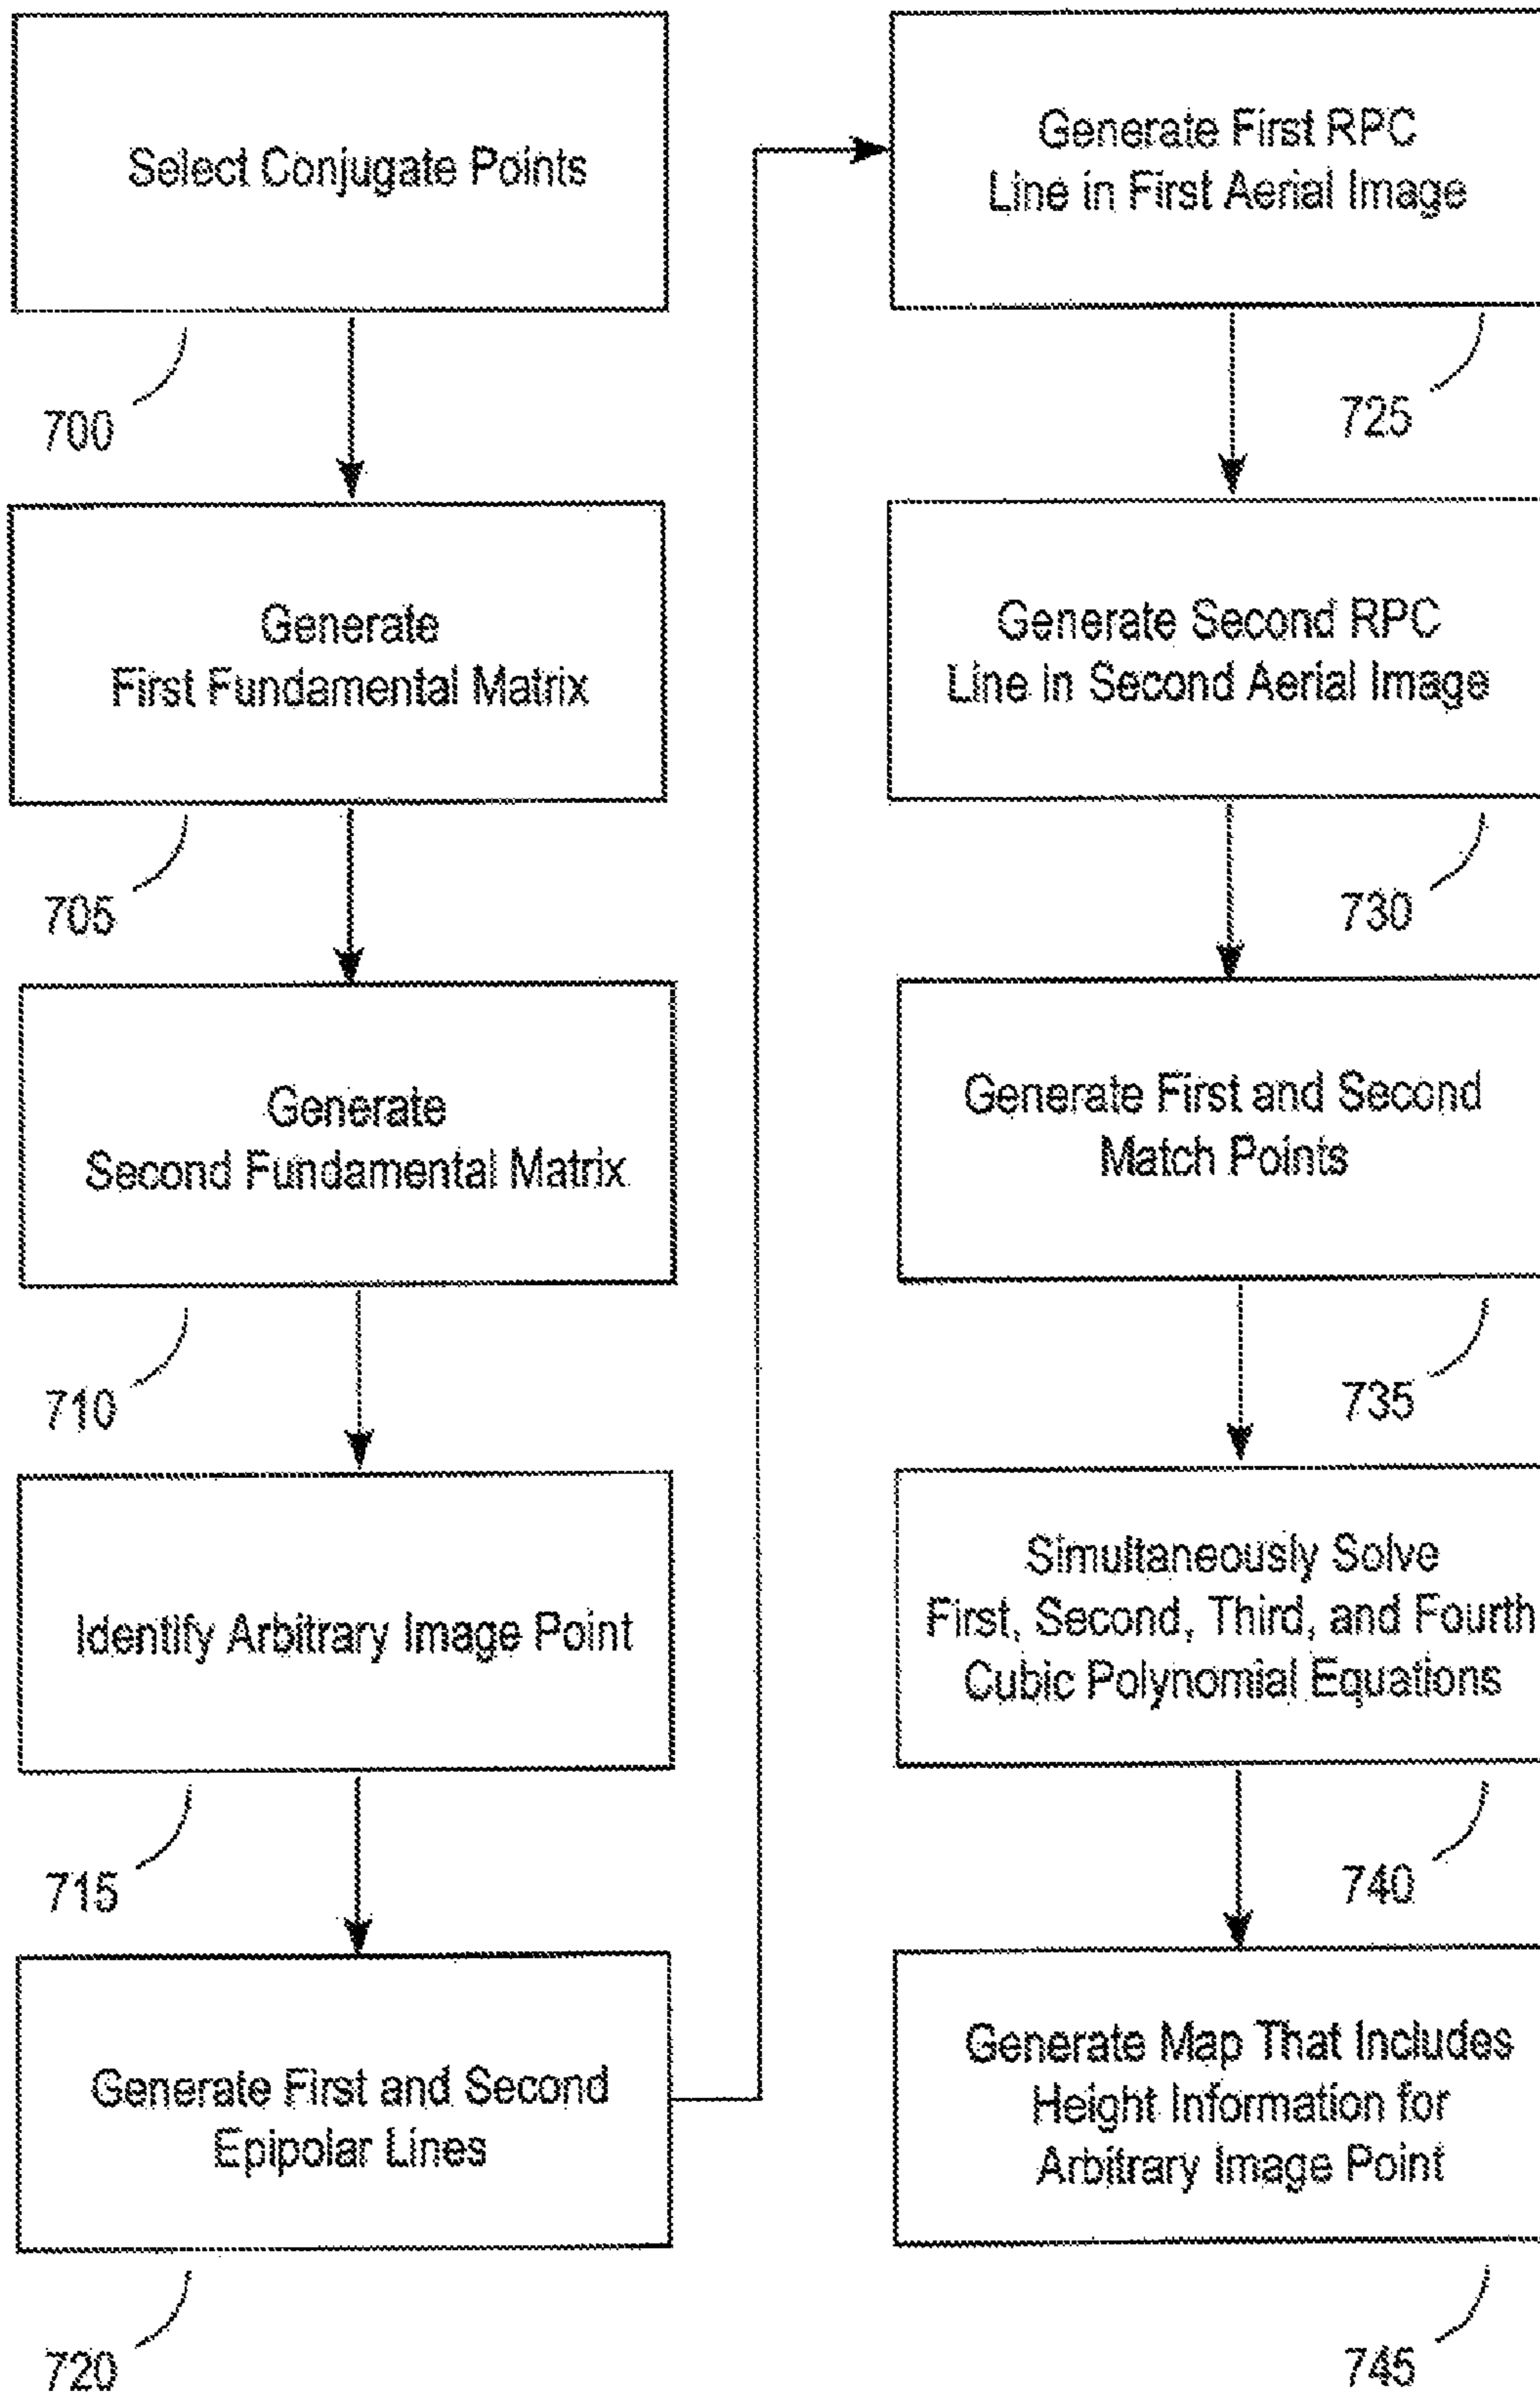 Select Conjugate Points
700
Generate
First Fundamental Matrix
705
Generate
Second Fundamental Matrix
710
Identify Arbitrary Image Point
715
Generate First and Second
Epipolar Lines
720
Generate First RPC
Line in First Aerial Image
725
Generate Second RPC
Line in Second Aerial Image
730
Generate First and Second
Match Points
735
Simultaneously Solve
First, Second, Third, and Fourth
Cubic Polynomial Equations
740
Generate Map That Includes
Height Information for
Arbitrary Image Point
745